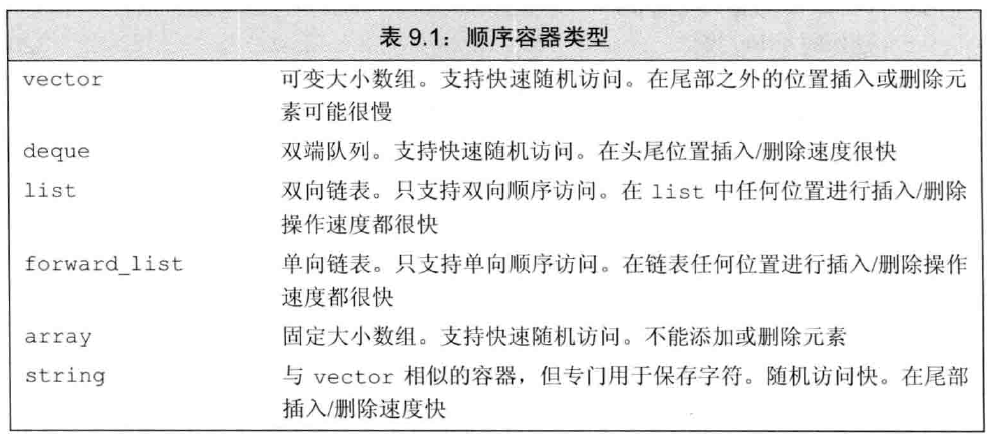 表 9.1：顺序容器类型
vector 可变大小数组。支持快速随机访问。在尾部之外的位置插入或删除元
素可能很慢
deque 双端队列。支持快速随机访问。在头尾位置插入/删除速度很快
list 双向链表。只支持双向顺序访问。在 list 中任何位置进行插入/删除
操作速度都很快
forward_list 单向链表。只支持单向顺序访问。在链表任何位置进行插入/删除操作
速度都很快
array 固定大小数组。支持快速随机访问。不能添加或删除元素
string 与 vector 相似的容器，但专门用于保存字符。随机访问快。在尾部
插入/删除速度快